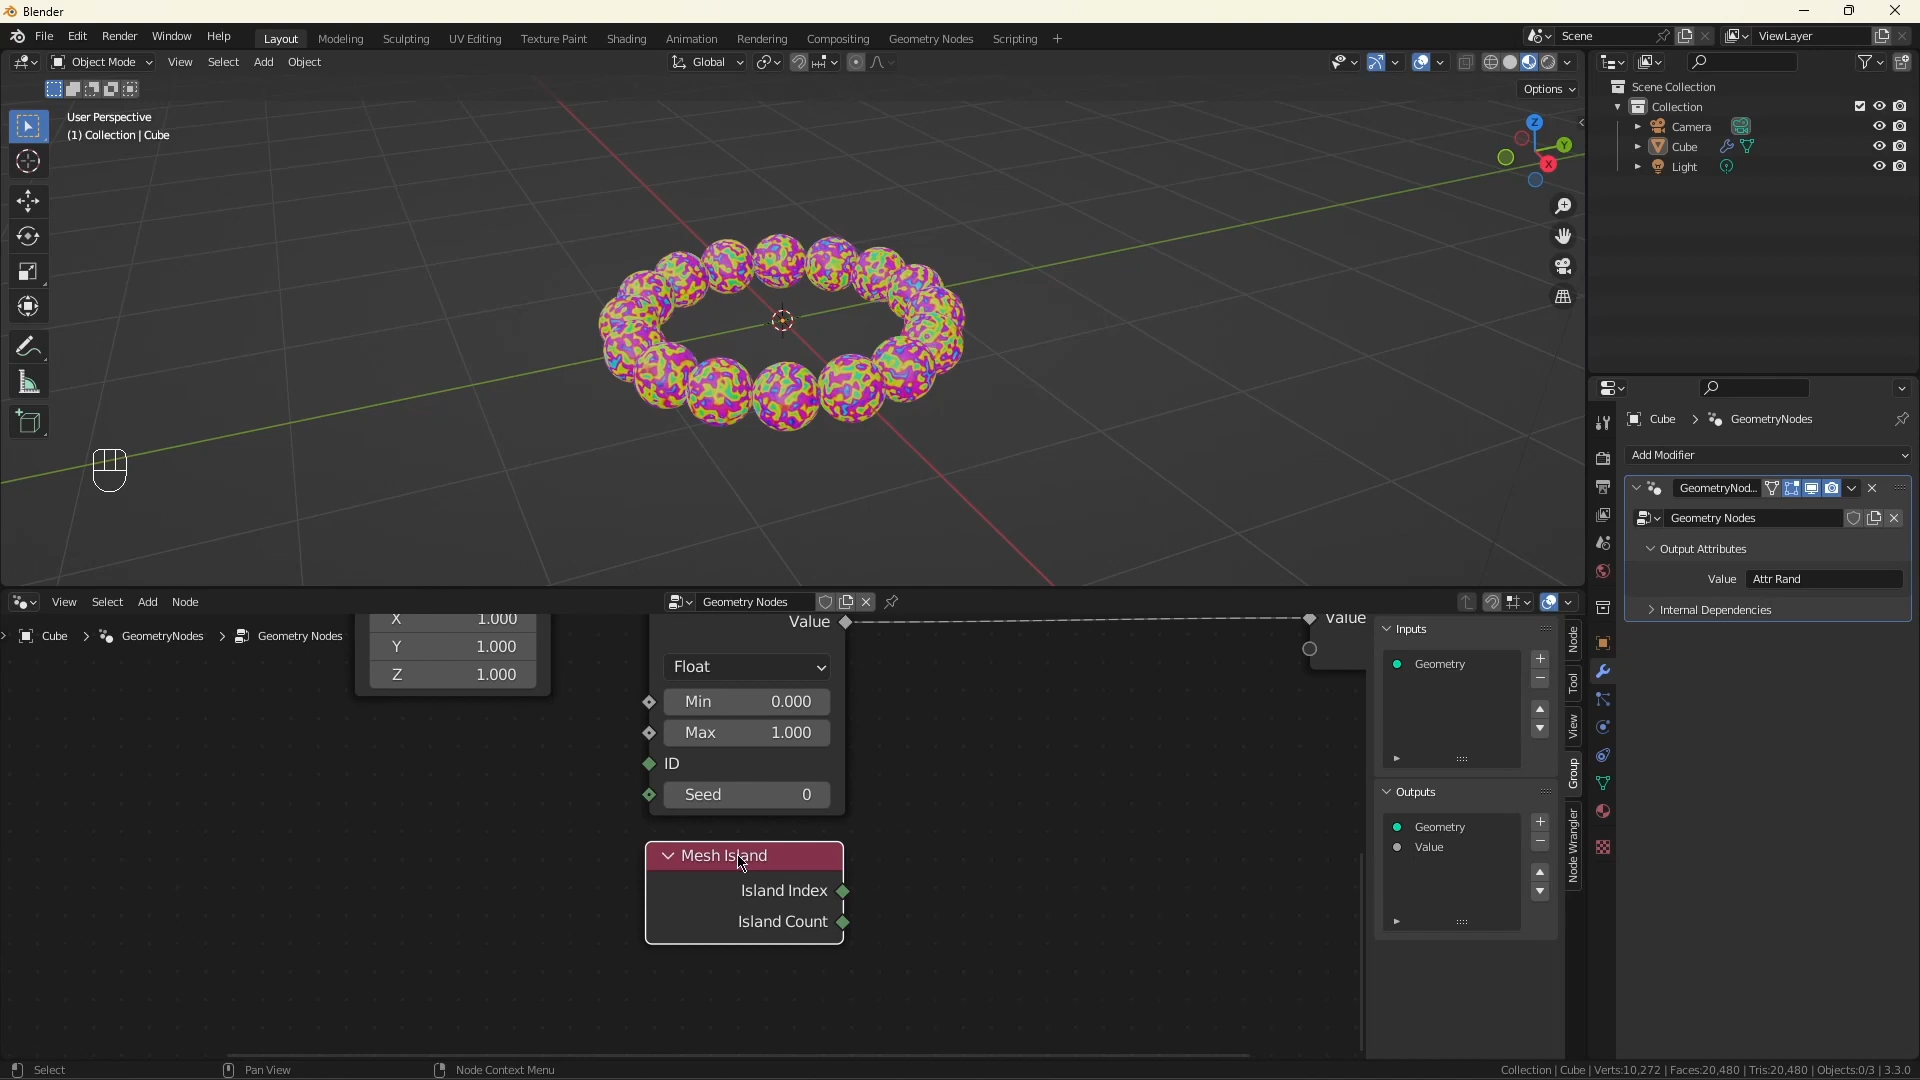 Blender
File Edit Render Window Help Layout Modeling Sculpting UV Editing Texture Paint Shading Animation Rendering Compositing Geometry Nodes Scripting + Scene ViewLayer
Object Mode View Select Add Object Global
Options
User Perspective
(1) Collection | Cube
Z
Y
X
Scene Collection
Collection
Camera
Cube
Light
Cube > GeometryNodes
Add Modifier
GeometryNod...
Geometry Nodes
Output Attributes
Value Attr Rand
Internal Dependencies
View Select Add Node Geometry Nodes
Cube > GeometryNodes > Geometry Nodes
X 1.000
Y 1.000
Z 1.000
Value
Float
Min 0.000
Max 1.000
ID
Seed 0
Mesh Island
Island Index
Island Count
Value
Inputs
Geometry
Outputs
Geometry
Value
Node
Tool
View
Group
Node Wrangler
Select Pan View Node Context Menu Collection | Cube | Verts:10,272 | Faces:20,480 | Tris:20,480 | Objects:0/3 | 3.3.0